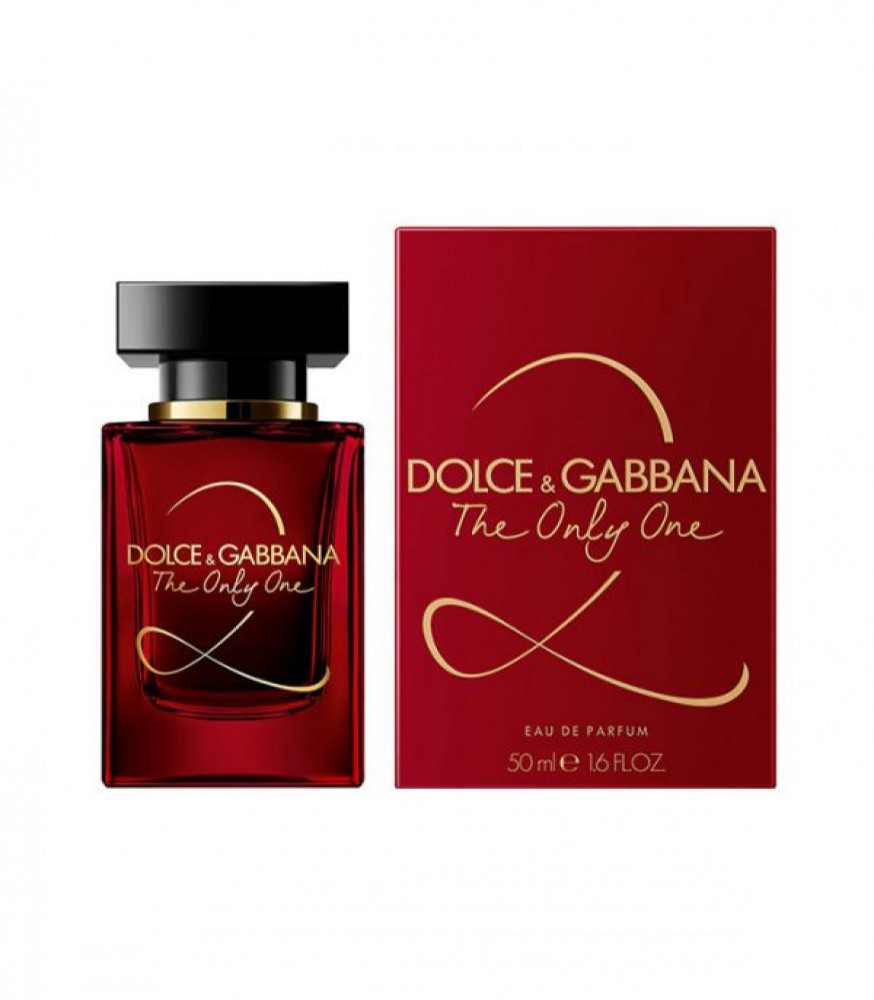 DOLCE & GABBANA
The Only One
DOLCE & GABBANA
The Only One
EAU DE PARFUM
50 ml e 1.6 FL.OZ.